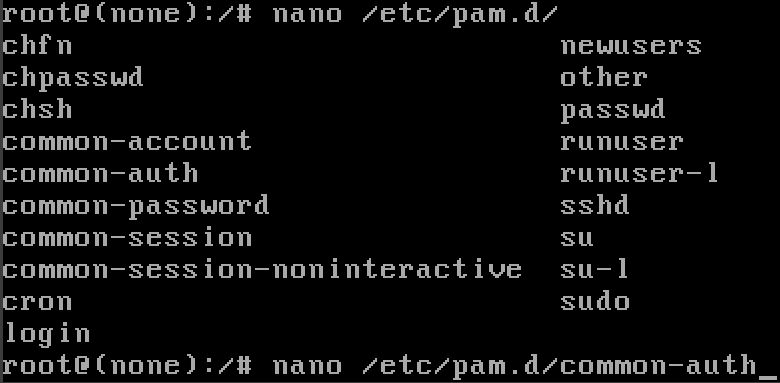 root@(none):/# nano /etc/pam.d/
chfn newusers
chpasswd other
chsh passwd
common-account runuser
common-auth runuser-l
common-password sshd
common-session su
common-session-noninteractive su-l
cron sudo
login
root@(none):/# nano /etc/pam.d/common-auth_